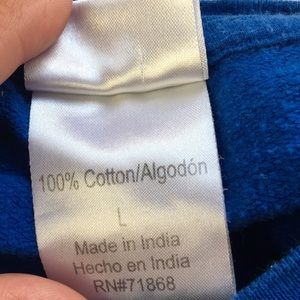 100% Cotton/Algodón
L
Made in India
Hecho en India
RN#71868